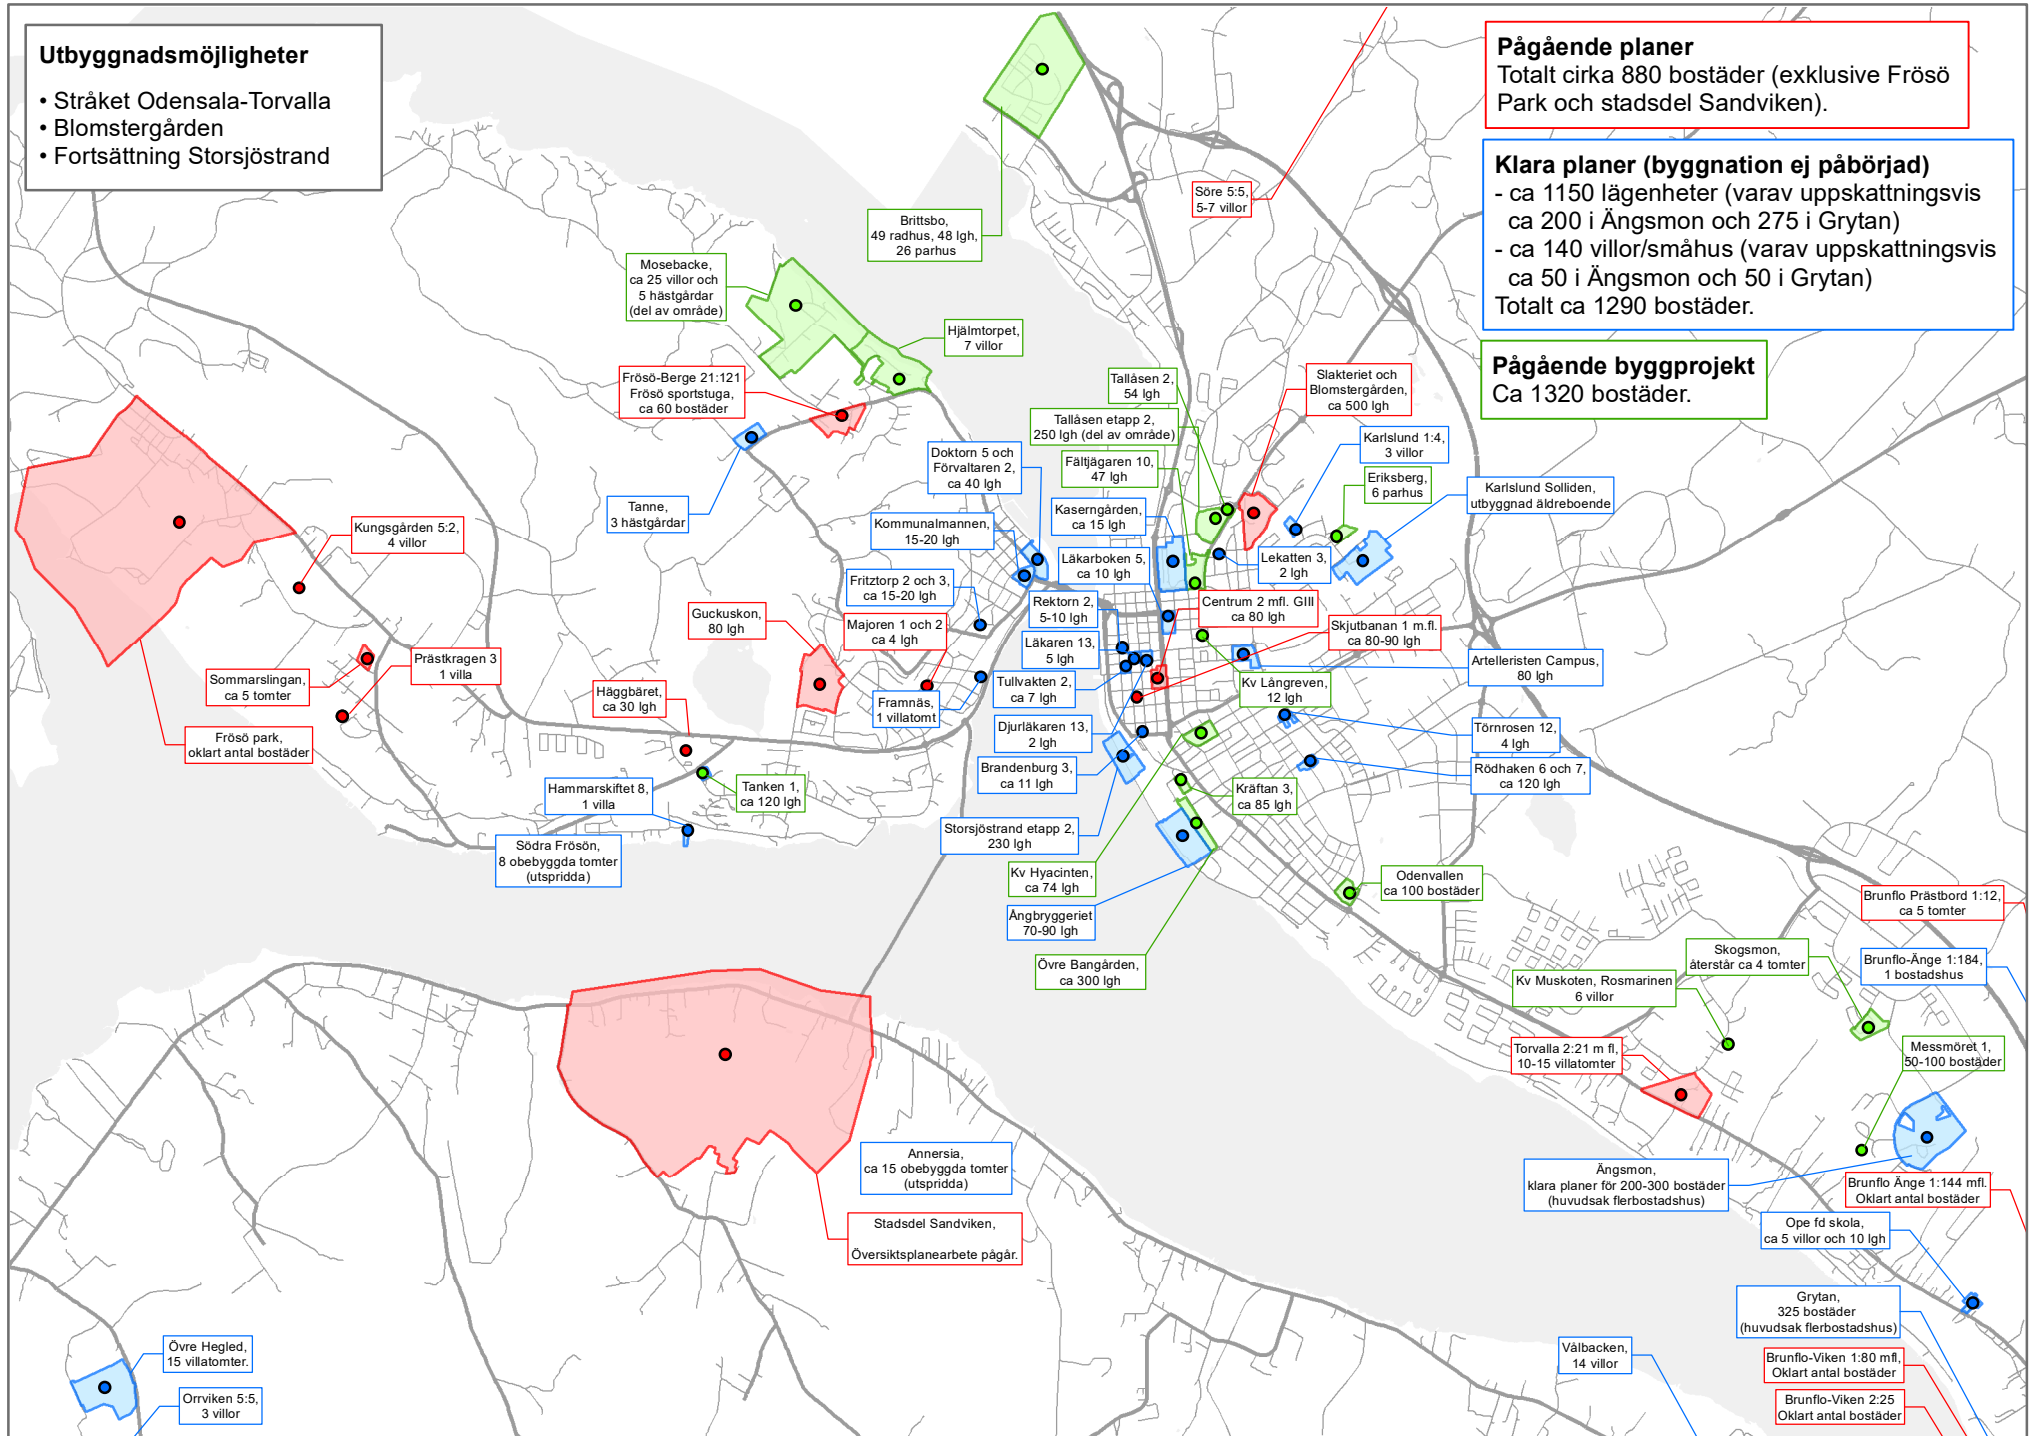 Utbyggnadsmöjligheter
• Stråket Odensala-Torvalla
• Blomstergården
• Fortsättning Storsjöstrand
Pågående planer
Totalt cirka 880 bostäder (exklusive Frösö
Park och stadsdel Sandviken).
Klara planer (byggnation ej påbörjad)
- ca 1150 lägenheter (varav uppskattningsvis
ca 200 i Ängsmon och 275 i Grytan)
- ca 140 villor/småhus (varav uppskattningsvis
ca 50 i Ängsmon och 50 i Grytan)
Totalt ca 1290 bostäder.
Pågående byggprojekt
Ca 1320 bostäder.
Söre 5:5,
5-7 villor
Brittsbo,
49 radhus, 48 lgh,
26 parhus
Mosebacke,
ca 25 villor och
5 hästgårdar
(del av område)
Hjälmtorpet,
7 villor
Frösö-Berge 21:121
Frösö sportstuga,
ca 60 bostäder
Tallåsen 2,
54 lgh
Slakteriet och
Blomstergården,
ca 500 lgh
Tallåsen etapp 2,
250 lgh (del av område)
Karlslund 1:4,
3 villor
Doktorn 5 och
Förvaltaren 2,
ca 40 lgh
Fältjägaren 10,
47 lgh
Eriksberg,
6 parhus
Karlslund Solliden,
utbyggnad äldreboende
Tanne,
3 hästgårdar
Kaserngården,
ca 15 lgh
Kommunalmannen,
15-20 lgh
Kungsgården 5:2,
4 villor
Läkarboken 5,
ca 10 lgh
Lekatten 3,
2 lgh
Fritztorp 2 och 3,
ca 15-20 lgh
Guckuskon,
80 lgh
Majoren 1 och 2
ca 4 lgh
Rektorn 2,
5-10 lgh
Centrum 2 mfl. GIII
ca 80 lgh
Skjutbanan 1 m.fl.
ca 80-90 lgh
Läkaren 13,
5 lgh
Prästkragen 3
1 villa
Sommarslingan,
ca 5 tomter
Artelleristen Campus,
80 lgh
Tullvakten 2,
ca 7 lgh
Kv Långreven,
12 lgh
Häggbäret,
ca 30 lgh
Framnäs,
1 villatomt
Frösö park,
oklart antal bostäder
Djurläkaren 13,
2 lgh
Törnrosen 12,
4 lgh
Brandenburg 3,
ca 11 lgh
Rödhaken 6 och 7,
ca 120 lgh
Hammarskiftet 8,
1 villa
Tanken 1,
ca 120 lgh
Kräftan 3,
ca 85 lgh
Storsjöstrand etapp 2,
230 lgh
Södra Frösön,
8 obebyggda tomter
(utspridda)
Kv Hyacinten,
ca 74 lgh
Odenvallen
ca 100 bostäder
Ångbryggeriet
70-90 lgh
Brunflo Prästbord 1:12,
ca 5 tomter
Övre Bangården,
ca 300 lgh
Skogsmon,
återstår ca 4 tomter
Brunflo-Änge 1:184,
1 bostadshus
Kv Muskoten, Rosmarinen
6 villor
Torvalla 2:21 m fl,
10-15 villatomter
Messmöret 1,
50-100 bostäder
Annersia,
ca 15 obebyggda tomter
(utspridda)
Ängsmon,
klara planer för 200-300 bostäder
(huvudsak flerbostadshus)
Brunflo Änge 1:144 mfl.
Oklart antal bostäder
Stadsdel Sandviken,
Översiktsplanearbete pågår.
Ope fd skola,
ca 5 villor och 10 lgh
Grytan,
325 bostäder
(huvudsak flerbostadshus)
Övre Hegled,
15 villatomter.
Vålbacken,
14 villor
Brunflo-Viken 1:80 mfl,
Oklart antal bostäder
Orrviken 5:5,
3 villor
Brunflo-Viken 2:25
Oklart antal bostäder